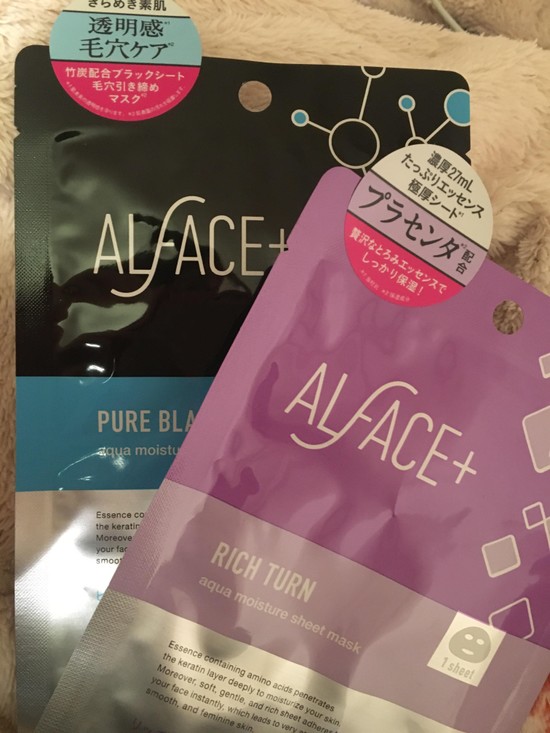 きらめき素肌
透明感*¹
毛穴ケア*²
竹炭配合ブラックシート
毛穴引き締め
マスク
ALFACE+
PURE BLA
aqua moistu
Essence co
the keratin
Moreover
your fac
smoot
濃厚27mL
たっぷりエッセンス
極厚シート
プラセンタ配合
贅沢なとろみエッセンスで
しっかり保湿!
ALFACE+
RICH TURN
aqua moisture sheet mask
1 sheet
Essence containing amino acids penetrates
the keratin layer deeply to moisturize your skin.
Moreover, soft, gentle, and rich sheet adheres t
your face instantly, which leads to very
smooth, and feminine skin.